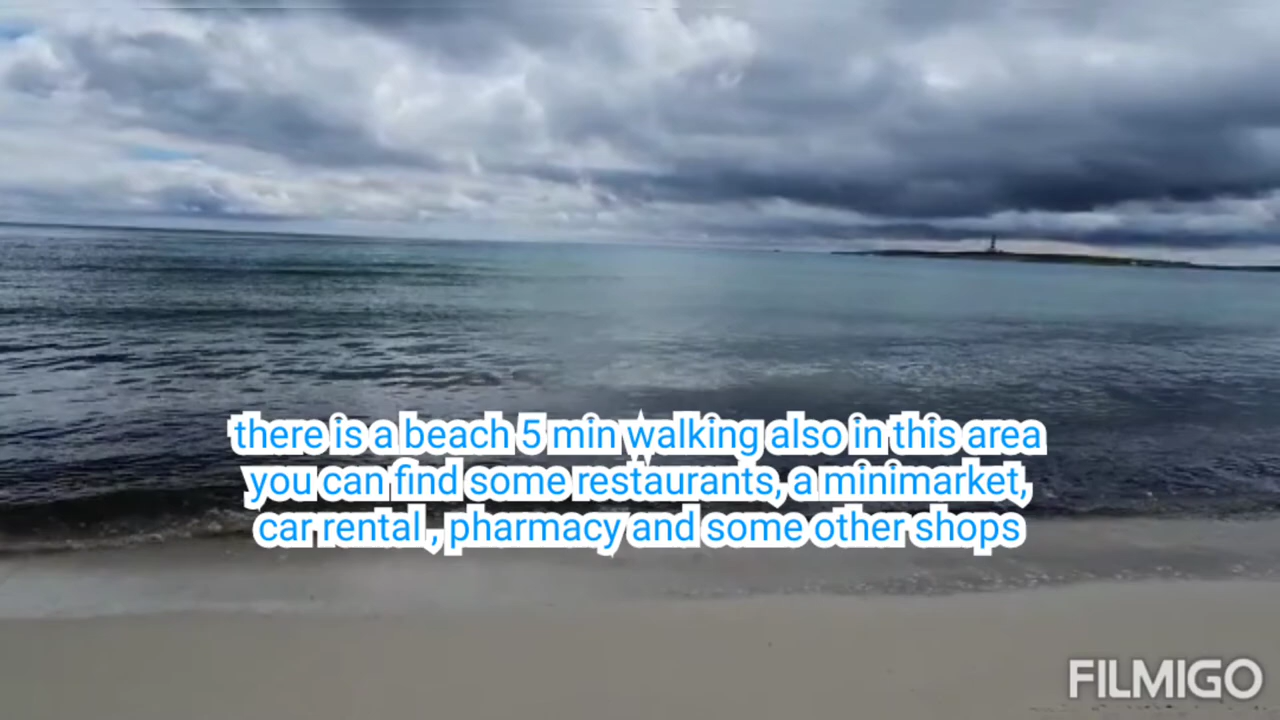 there is a beach 5 min walking also in this area
you can find some restaurants, a minimarket,
car rental , pharmacy and some other shops
FILMIGO